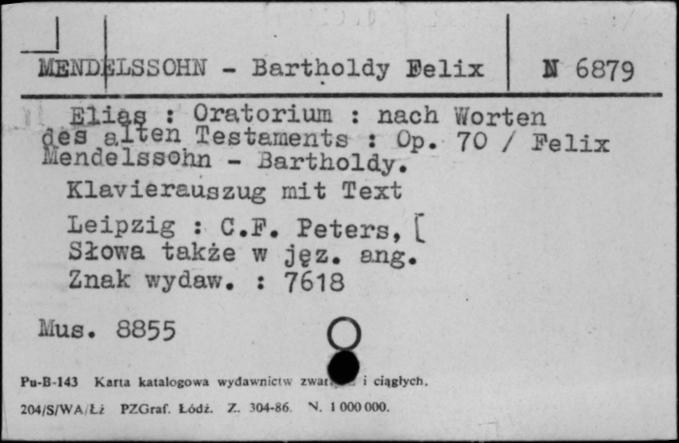 MENDELSSOHN - Bartholdy Felix N 6879
Elias : Oratorium : nach Worten
des alten Testaments : Op. 70 / Felix
Mendelssohn - Bartholdy.
Klavierauszug mit Text
Leipzig : C.F. Peters, [
Słowa także w jęz. ang.
Znak wydaw. : 7618
Mus. 8855
Pu-B-143 Karta katalogowa wydawnictw i ciągłych.
204/S/WA/Łź PZGraf. Łódź. Z. 304-86. N. 1 000 000.